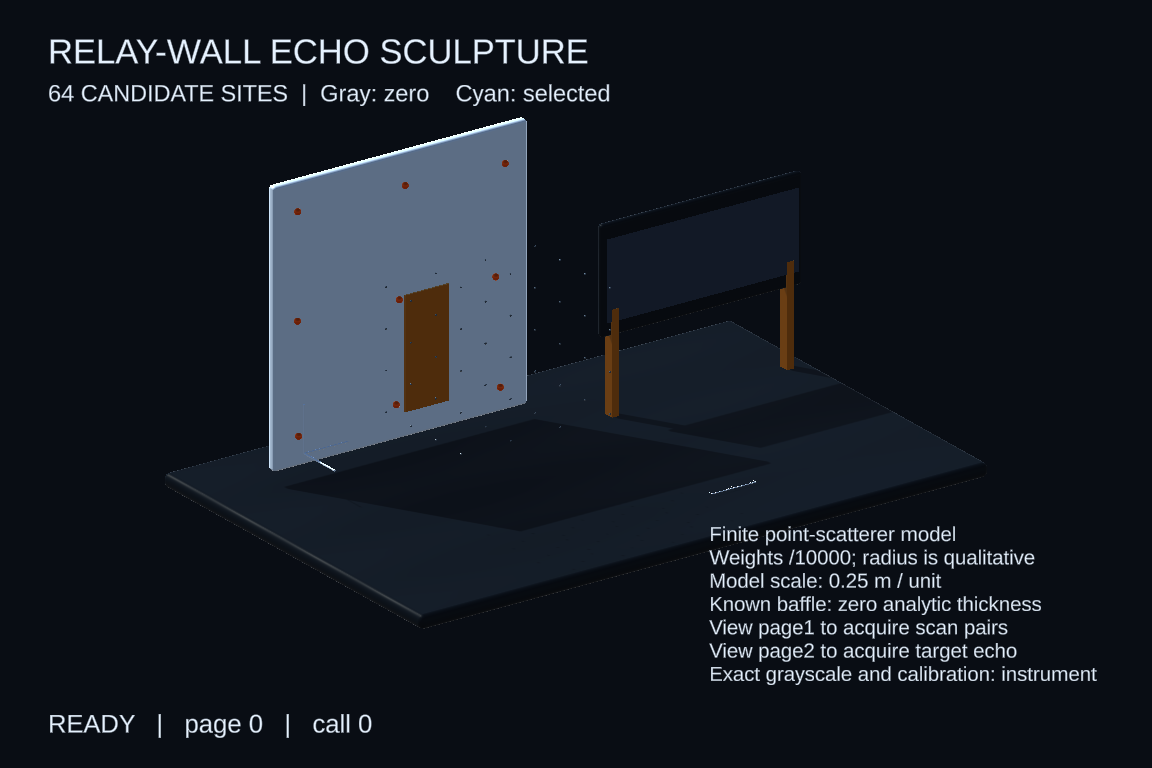 RELAY-WALL ECHO SCULPTURE
64 CANDIDATE SITES | Gray: zero Cyan: selected
Finite point-scatterer model
Weights /10000; radius is qualitative
Model scale: 0.25 m / unit
Known baffle: zero analytic thickness
View page1 to acquire scan pairs
View page2 to acquire target echo
Exact grayscale and calibration: instrument
READY | page 0 | call 0